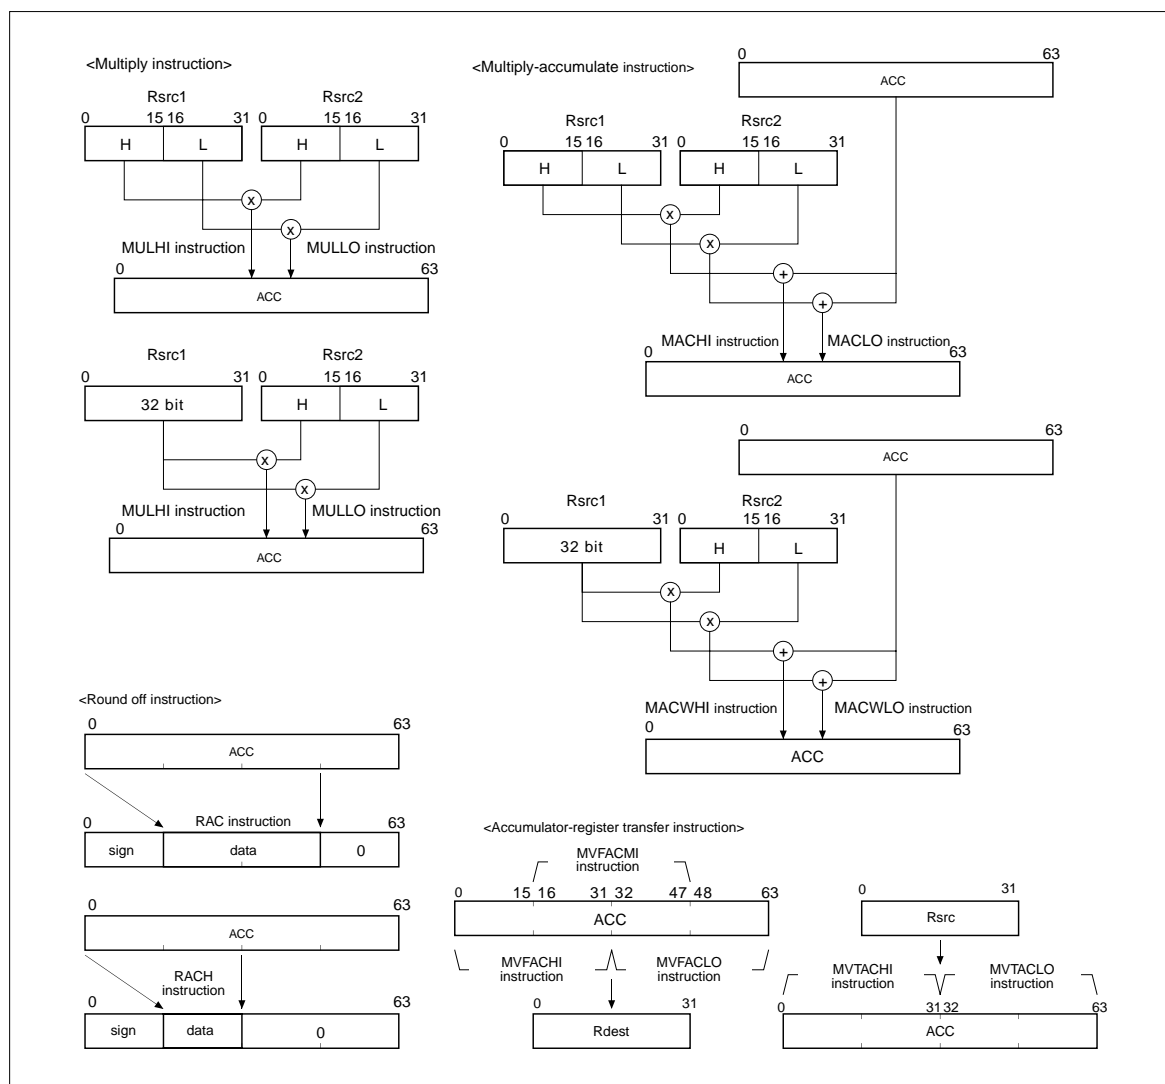 <Multiply instruction>
Rsrc1 Rsrc2
0 15 16 31 0 15 16 31
H L H L
x
x
MULHI instruction MULLO instruction
0 63
ACC
Rsrc1 Rsrc2
0 31 0 15 16 31
32 bit H L
x
x
MULHI instruction MULLO instruction
0 63
ACC
<Multiply-accumulate instruction>
0 63
ACC
Rsrc1 Rsrc2
0 15 16 31 0 15 16 31
H L H L
x
x
+
+
MACHI instruction MACLO instruction
0 63
ACC
0 63
ACC
Rsrc1 Rsrc2
0 31 0 15 16 31
32 bit H L
x
x
+
+
MACWHI instruction MACWLO instruction
0 63
ACC
<Round off instruction>
0 63
ACC
RAC instruction
0 63
sign data 0
0 63
ACC
RACH
instruction
0 63
sign data 0
<Accumulator-register transfer instruction>
MVFACMI
instruction
0 15 16 31 32 47 48 63
ACC
MVFACHI MVFACLO
instruction instruction
0 31
Rdest
0 31
Rsrc
MVTACHI MVTACLO
instruction instruction
0 31 32 63
ACC